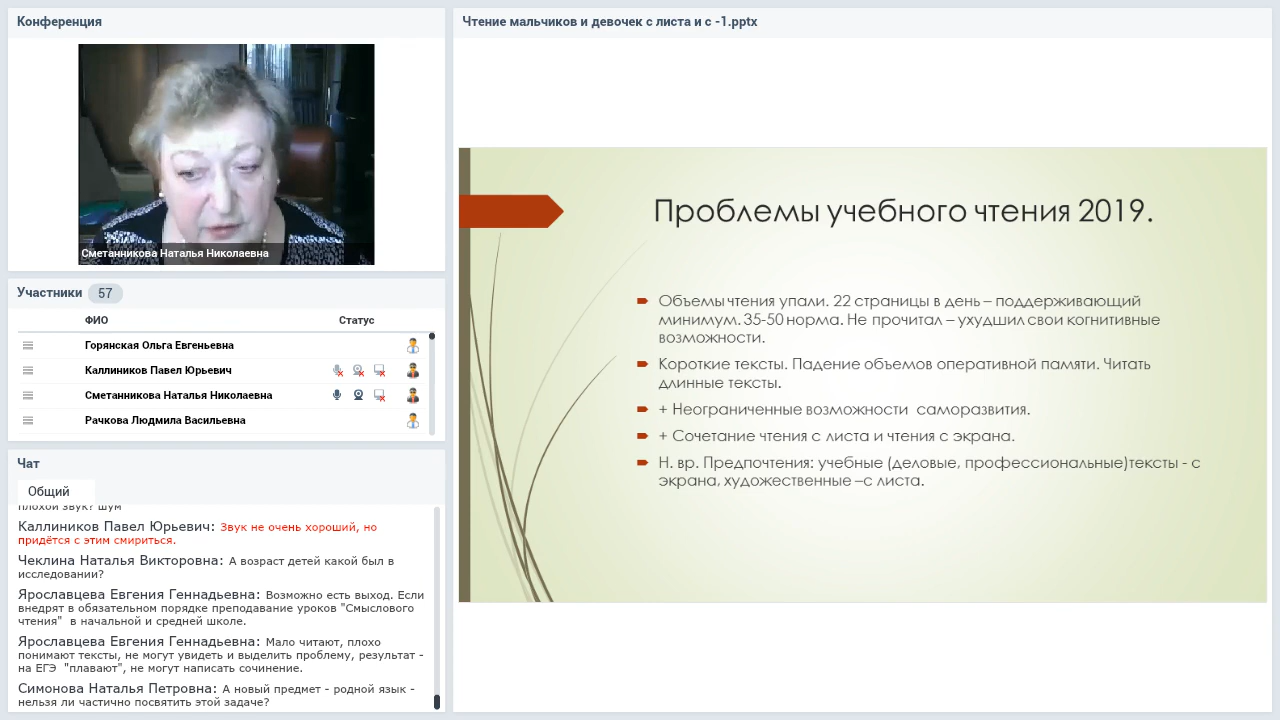 Конференция
Сметанникова Наталья Николаевна
Участники 57
ФИО Статус
Горянская Ольга Евгеньевна
Каллиников Павел Юрьевич
Сметанникова Наталья Николаевна
Рачкова Людмила Васильевна
Чат
Общий
плохой звук? шум
Каллиников Павел Юрьевич: Звук не очень хороший, но
придётся с этим смириться.
Чеклина Наталья Викторовна: А возраст детей какой был в
исследовании?
Ярославцева Евгения Геннадьевна: Возможно есть выход. Если
внедрят в обязательном порядке преподавание уроков "Смыслового
чтения" в начальной и средней школе.
Ярославцева Евгения Геннадьевна: Мало читают, плохо
понимают тексты, не могут увидеть и выделить проблему, результат -
на ЕГЭ "плавают", не могут написать сочинение.
Симонова Наталья Петровна: А новый предмет - родной язык -
нельзя ли частично посвятить этой задаче?
Чтение мальчиков и девочек с листа и с -1.pptx
Проблемы учебного чтения 2019.
Объемы чтения упали. 22 страницы в день – поддерживающий
минимум. 35-50 норма. Не прочитал – ухудшил свои когнитивные
возможности.
Короткие тексты. Падение объемов оперативной памяти. Читать
длинные тексты.
+ Неограниченные возможности саморазвития.
+ Сочетание чтения с листа и чтения с экрана.
Н. вр. Предпочтения: учебные (деловые, профессиональные)тексты - с
экрана, художественные –с листа.